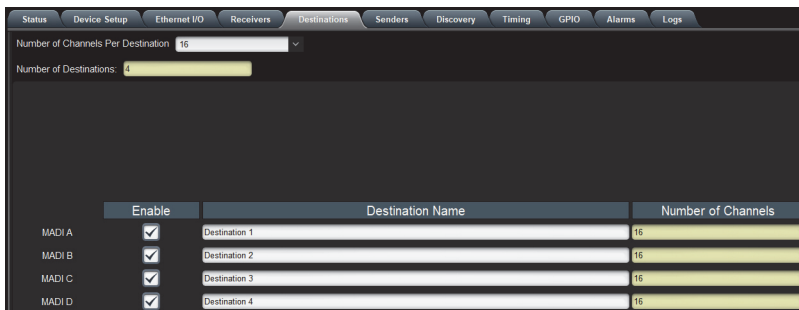 Status Device Setup Ethernet I/O Receivers Destinations Senders Discovery Timing GPIO Alarms Logs
Number of Channels Per Destination 16
Number of Destinations: 4
Enable Destination Name Number of Channels
MADI A Destination 1 16
MADI B Destination 2 16
MADI C Destination 3 16
MADI D Destination 4 16